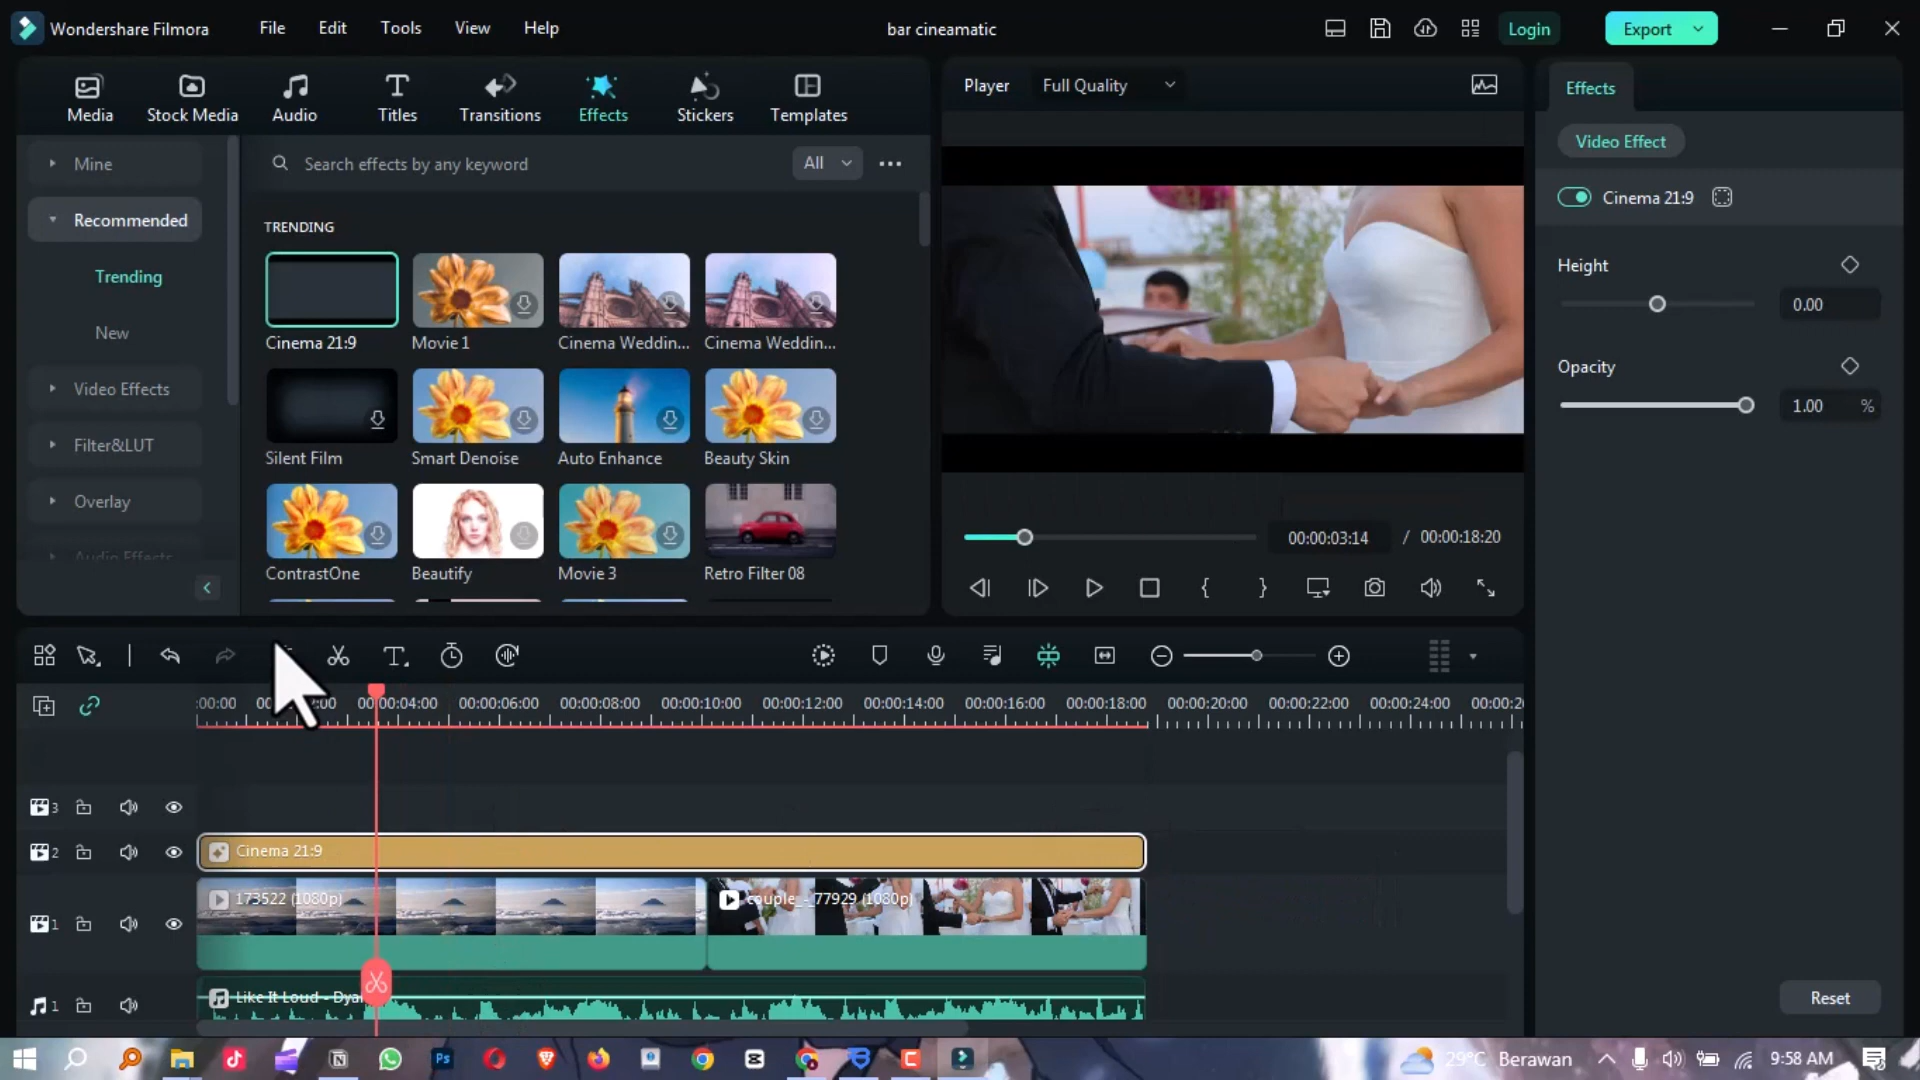 Wondershare Filmora
File
Edit
Tools
View
Help
bar cineamatic
Login
Export
Media
Stock Media
Audio
Titles
Transitions
Effects
Stickers
Templates
Player
Full Quality
Effects
Video Effect
Mine
Recommended
Trending
New
Video Effects
Filter&LUT
Overlay
Audio Effects
Search effects by any keyword
All
TRENDING
Cinema 21:9
Movie 1
Cinema Weddin...
Cinema Weddin...
Silent Film
Smart Denoise
Auto Enhance
Beauty Skin
ContrastOne
Beautify
Movie 3
Retro Filter 08
Cinema 21:9
Height
0.00
Opacity
1.00 %
00:00:03:14 / 00:00:18:20
:00:00
00:00:04:00
00:00:06:00
00:00:08:00
00:00:10:00
00:00:12:00
00:00:14:00
00:00:16:00
00:00:18:00
00:00:20:00
00:00:22:00
00:00:24:00
3
2
Cinema 21:9
173522 (1080p)
couple_-_77929 (1080p)
1
1
Like It Loud - Dya
Reset
29°C Berawan
9:58 AM